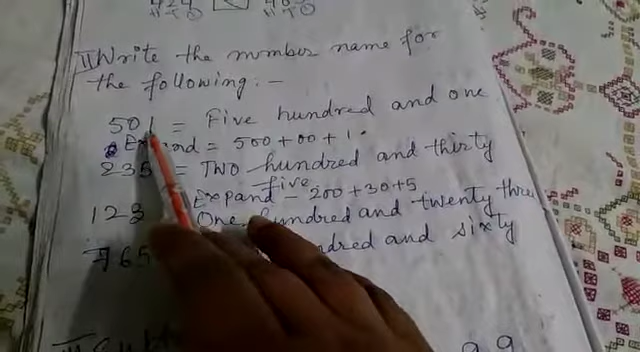 II Write the number name for
the following:-
501 = Five hundred and one
Expand = 500+00+1.
235 = Two hundred and thirty
five
Expand - 200+30+5
123 One hundred and twenty three
765 hundred and sixty